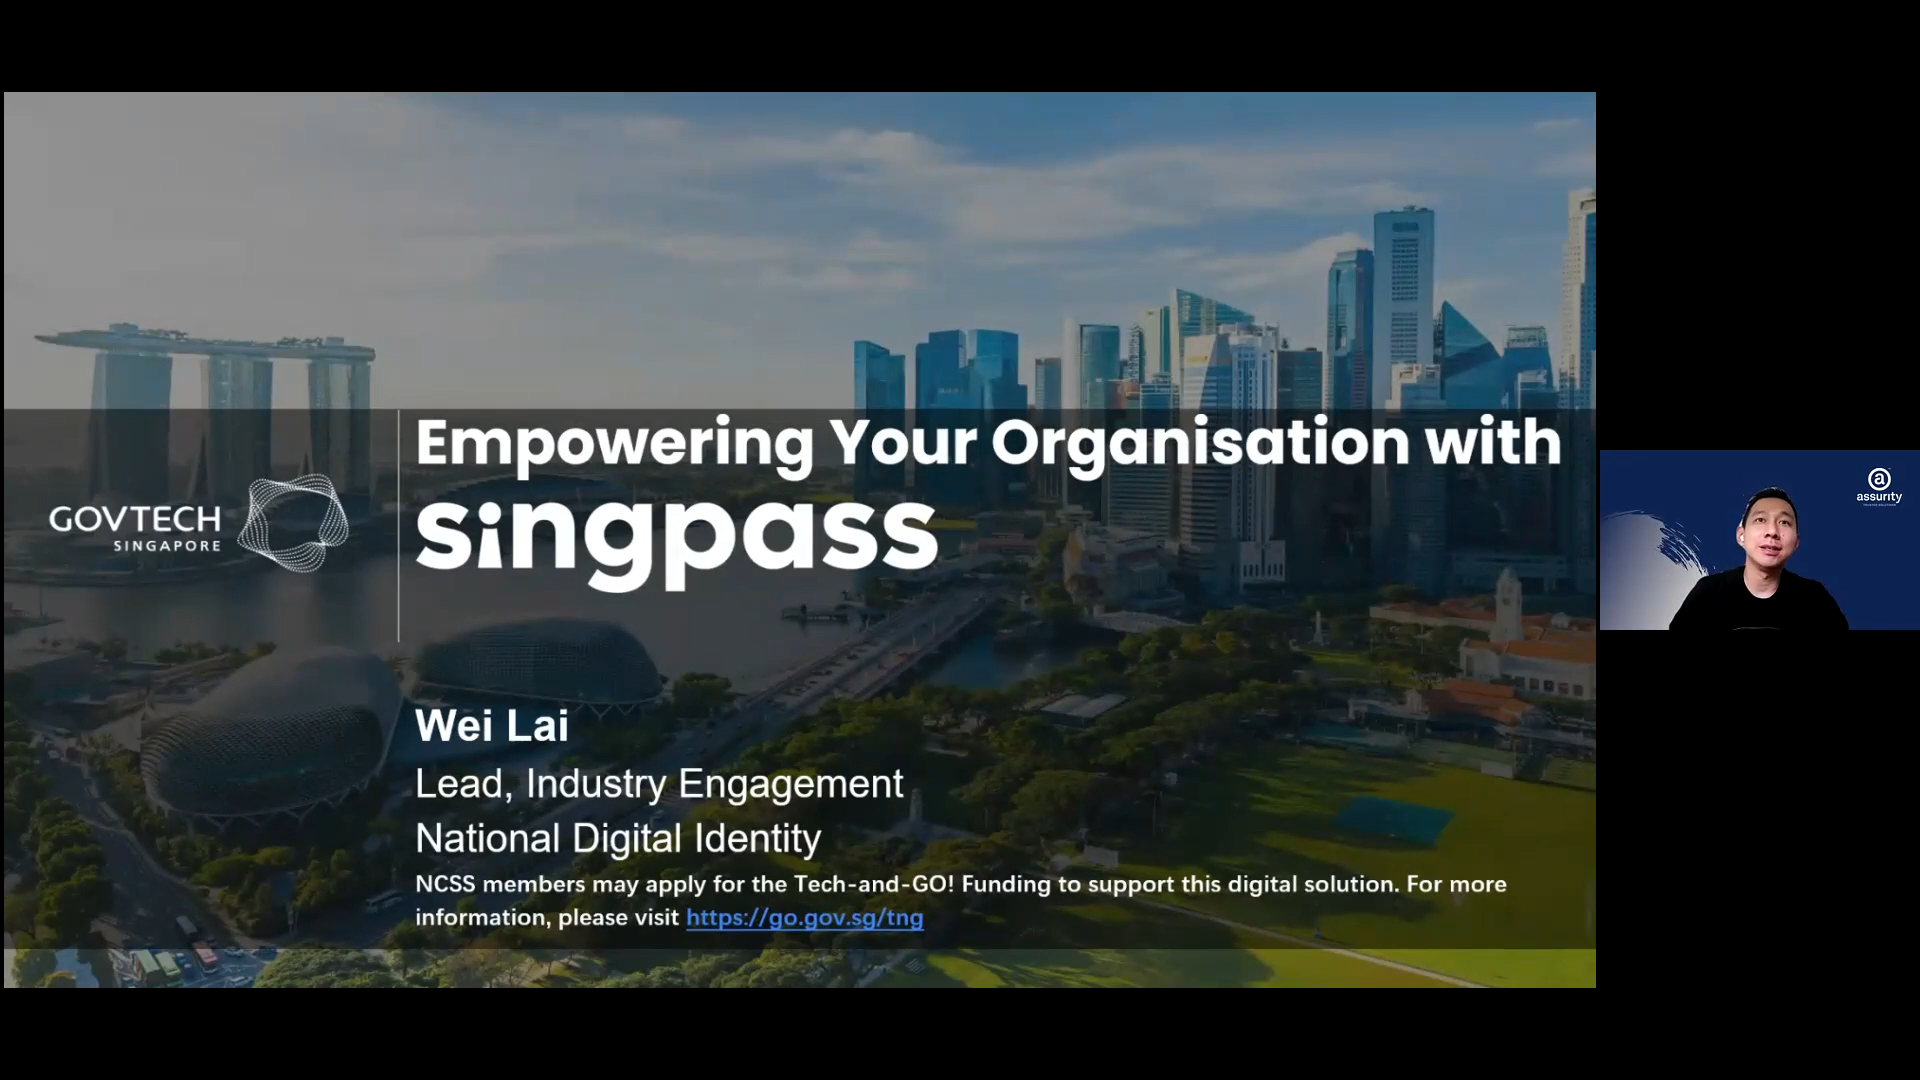 Empowering Your Organisation with
singpass
GOVTECH
SINGAPORE
Wei Lai
Lead, Industry Engagement
National Digital Identity
NCSS members may apply for the Tech-and-GO! Funding to support this digital solution. For more
information, please visit https://go.gov.sg/tng
a
assurity